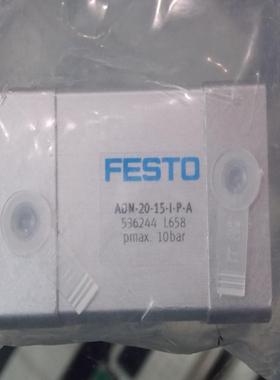 FESTO
ADN-20-15-I-P-A
536244 L658
pmax. 10bar